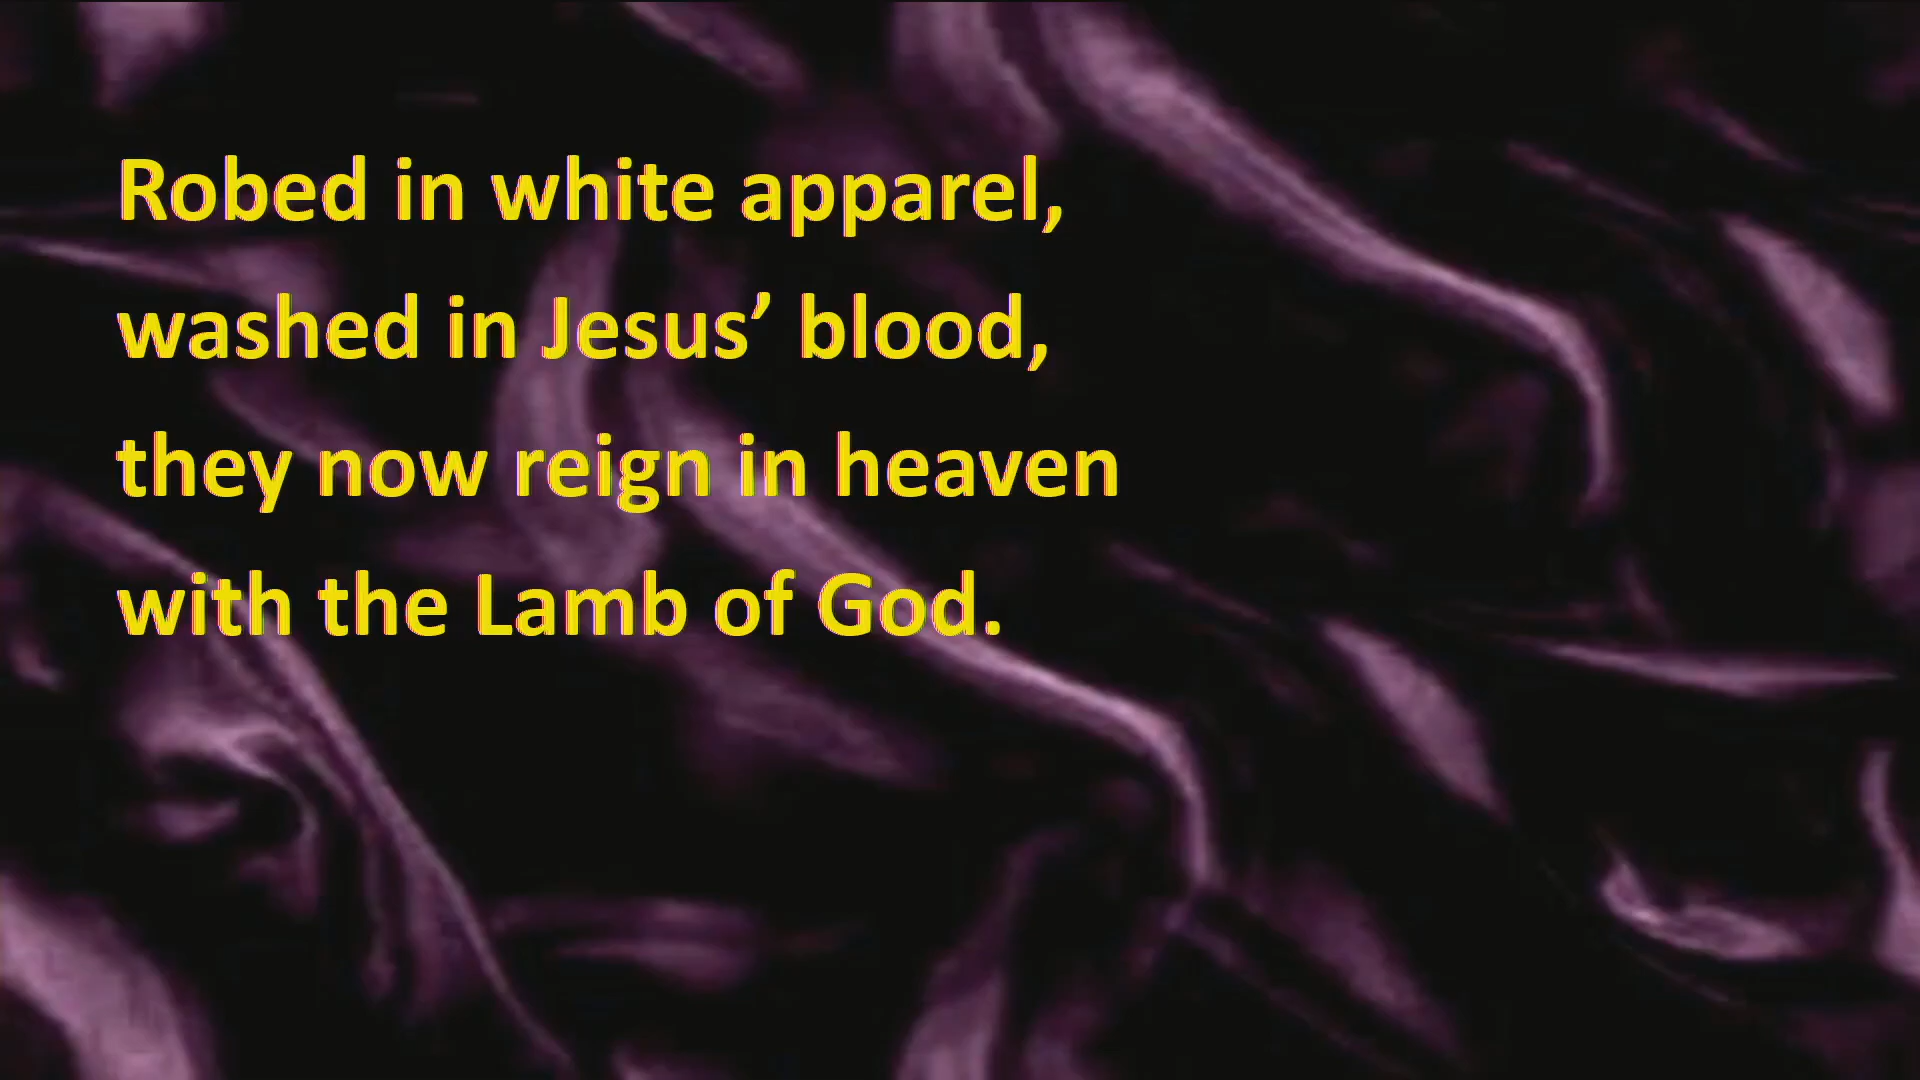 Robed in white apparel,
washed in Jesus’ blood,
they now reign in heaven
with the Lamb of God.